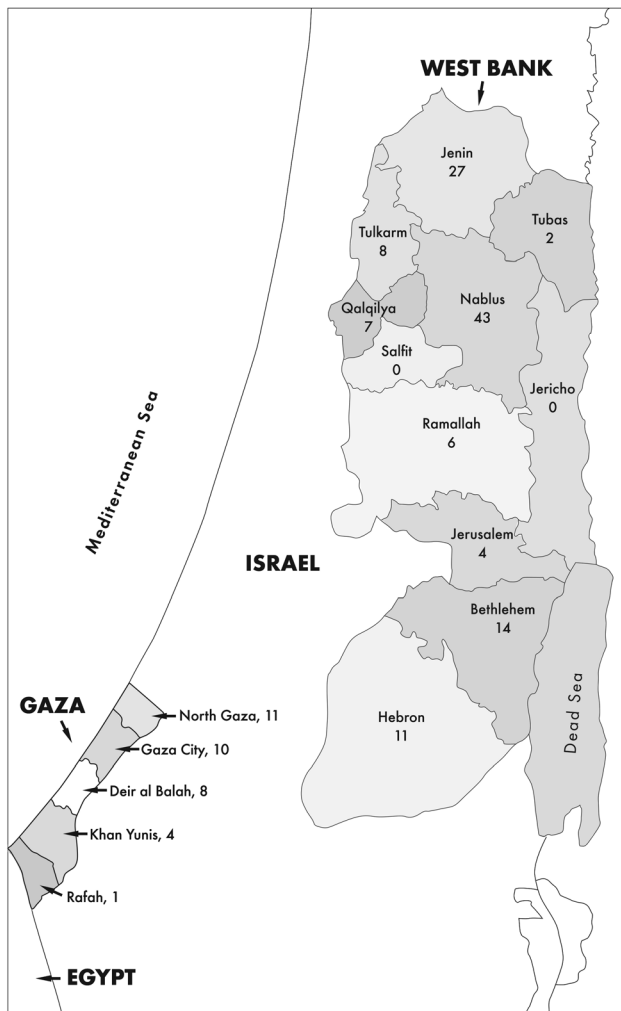 WEST BANK
Jenin
27
Tubas
2
Tulkarm
8
Nablus
43
Qalqilya
7
Salfit
0
Jericho
0
Ramallah
6
Mediterranean Sea
Jerusalem
4
ISRAEL
Bethlehem
14
Dead Sea
Hebron
11
GAZA
North Gaza, 11
Gaza City, 10
Deir al Balah, 8
Khan Yunis, 4
Rafah, 1
EGYPT